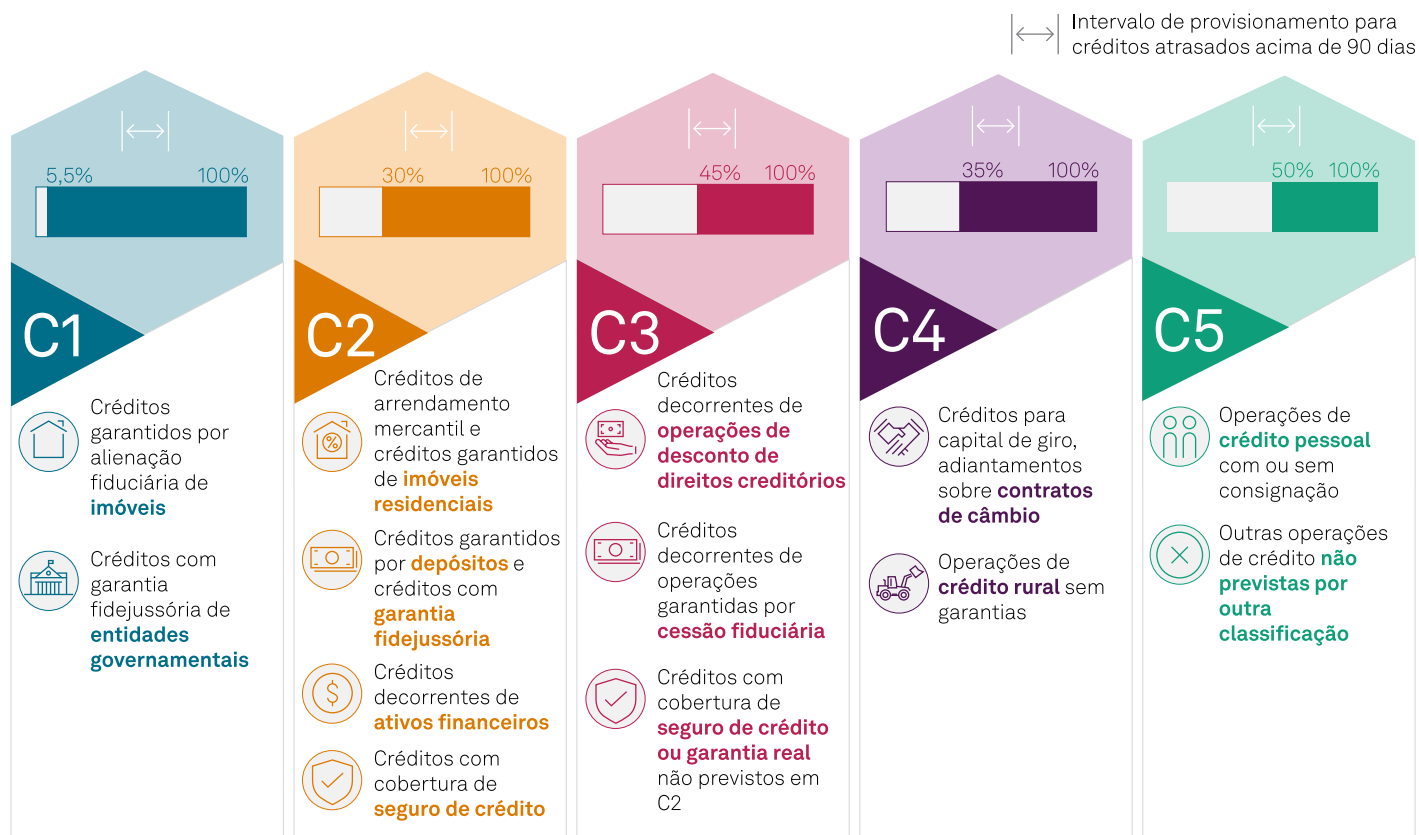 Intervalo de provisionamento para
créditos atrasados acima de 90 dias
5,5% 100%
C1
Créditos
garantidos por
alienação
fiduciária de
imóveis
Créditos com
garantia
fidejussória de
entidades
governamentais
30% 100%
C2
Créditos de
arrendamento
mercantil e
créditos garantidos
de imóveis
residenciais
Créditos garantidos
por depósitos e
créditos com
garantia
fidejussória
Créditos
decorrentes de
ativos financeiros
Créditos com
cobertura de
seguro de crédito
45% 100%
C3
Créditos
decorrentes de
operações de
desconto de
direitos creditórios
Créditos
decorrentes de
operações
garantidas por
cessão fiduciária
Créditos com
cobertura de
seguro de crédito
ou garantia real
não previstos em
C2
35% 100%
C4
Créditos para
capital de giro,
adiantamentos
sobre contratos
de câmbio
Operações de
crédito rural sem
garantias
50% 100%
C5
Operações de
crédito pessoal
com ou sem
consignação
Outras operações
de crédito não
previstas por
outra
classificação